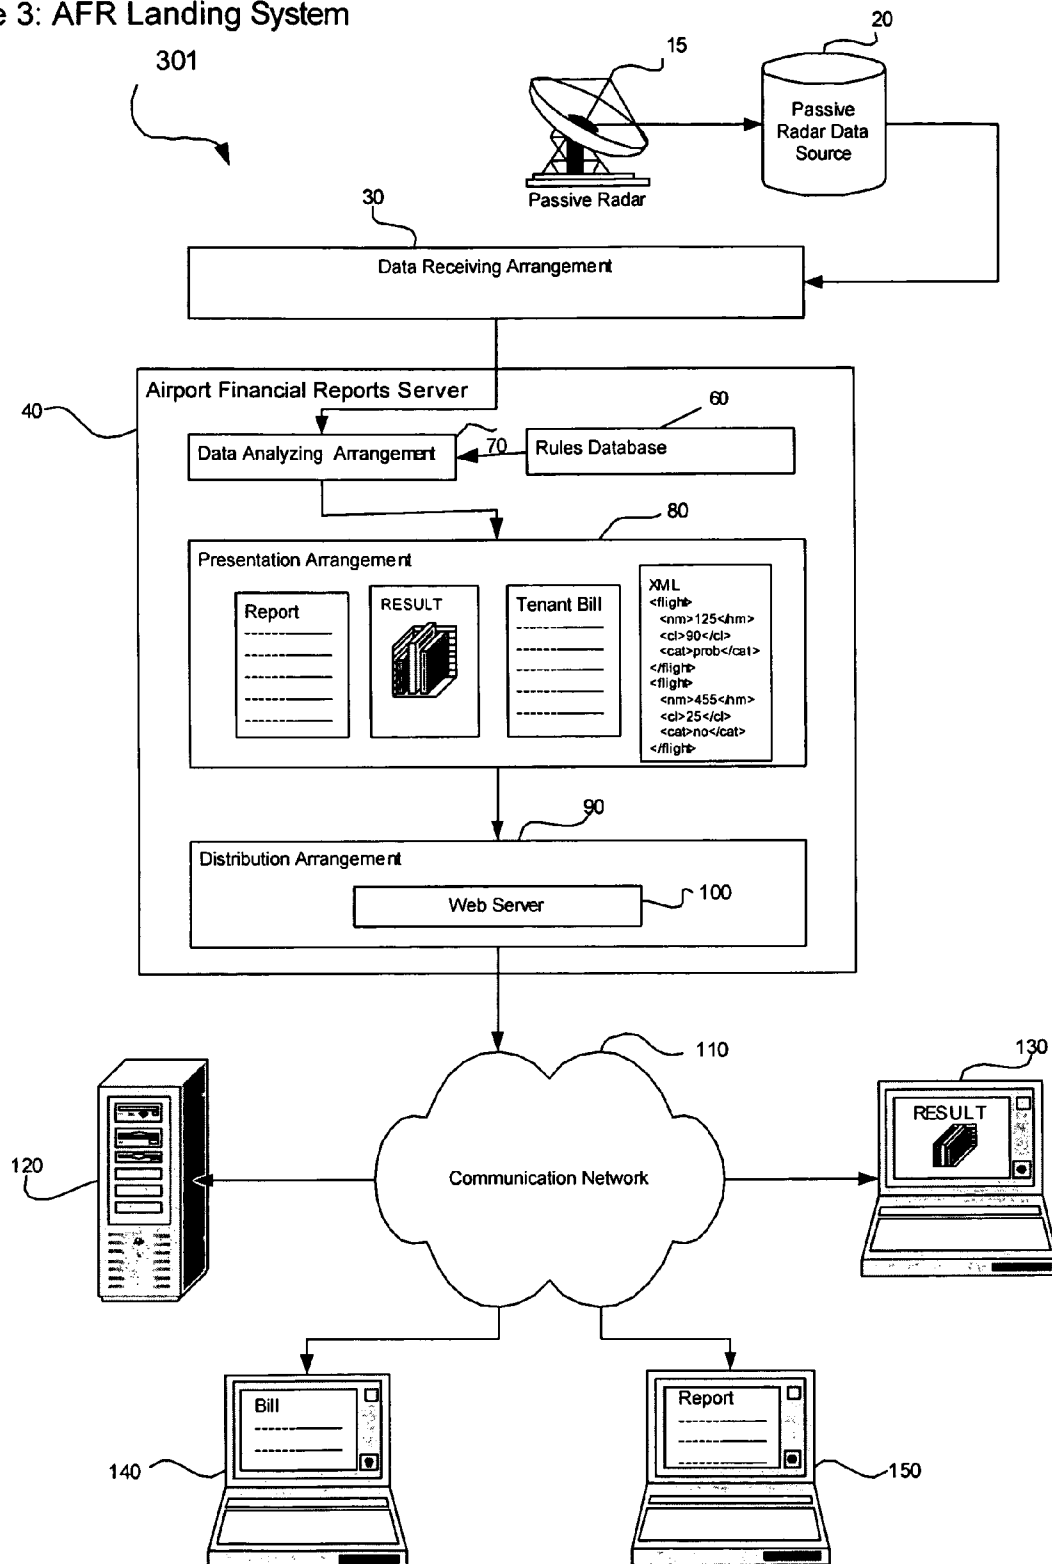 e 3: AFR Landing System
301
15
20
Passive
Radar Data
Source
Passive Radar
30
Data Receiving Arrangement
Airport Financial Reports Server
40
60
Data Analyzing Arrangement
70
Rules Database
80
Presentation Arrangement
Report
RESULT
Tenant Bill
XML
<flight>
<nm>125</nm>
<cl>90</cl>
<cat>prob</cat>
</flight>
<flight>
<nm>455</nm>
<cl>25</cl>
<cat>no</cat>
</flight>
90
Distribution Arrangement
Web Server
100
110
130
RESULT
120
Communication Network
Bill
Report
140
150